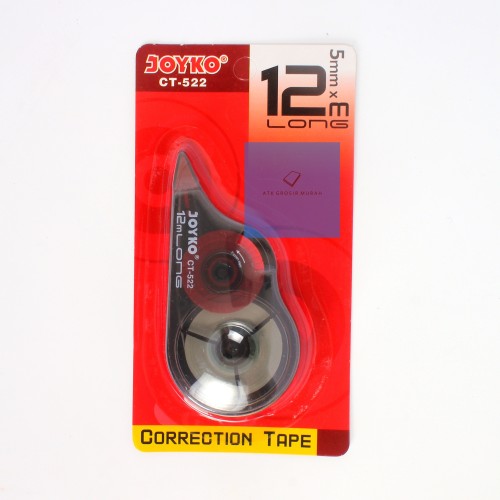 JOYKO®
CT-522
5mm x
12m
LONG
ATK GROSIR MURAH
JOYKO®
CT-522
12m LONG
CORRECTION TAPE